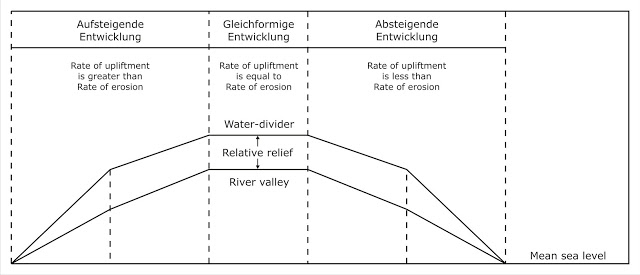 Aufsteigende
Entwicklung
Gleichformige
Entwicklung
Absteigende
Entwicklung
Rate of upliftment
is greater than
Rate of erosion
Rate of upliftment
is equal to
Rate of erosion
Rate of upliftment
is less than
Rate of erosion
Water-divider
Relative relief
River valley
Mean sea level